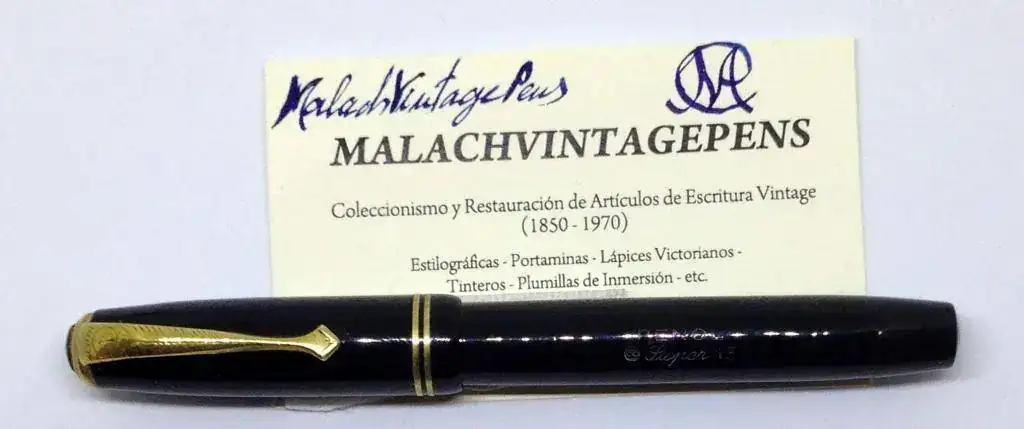 MalachVintagePens
MALACHVINTAGEPENS
Coleccionismo y Restauración de Artículos de Escritura Vintage
(1850 - 1970)
Estilográficas - Portaminas - Lápices Victorianos -
Tinteros - Plumillas de Inmersión - etc.
Super